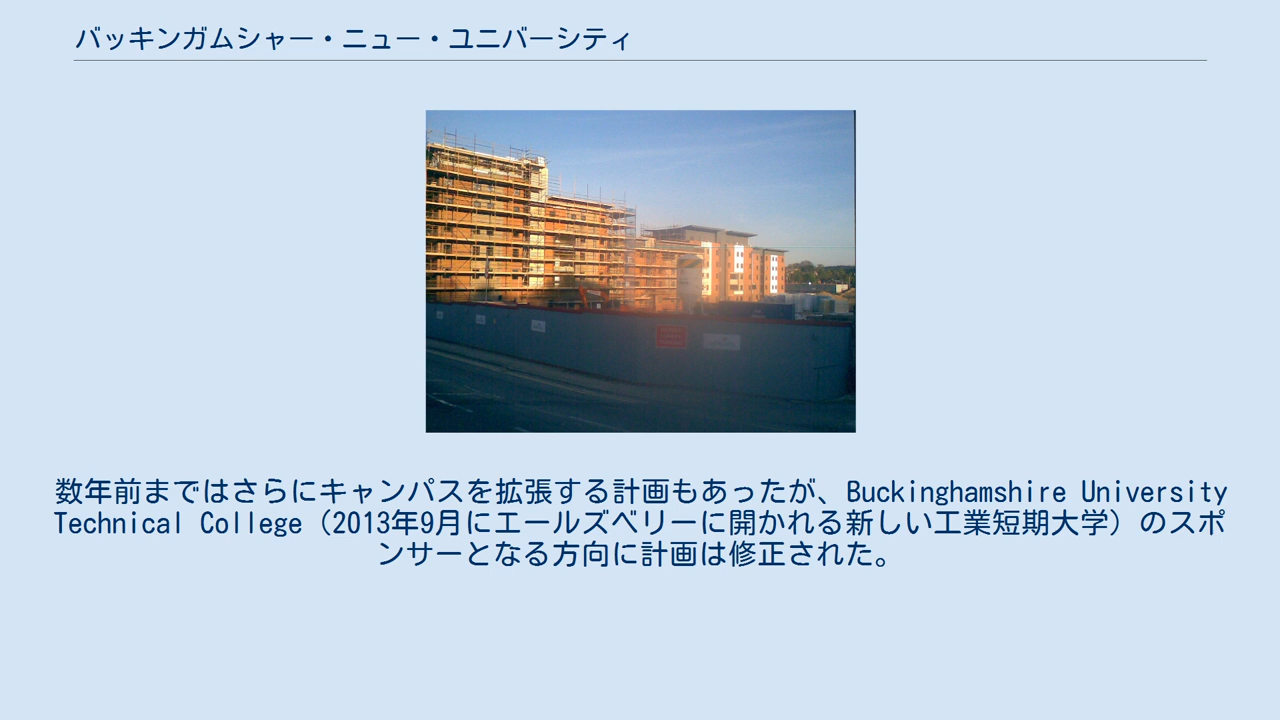 バッキンガムシャー・ニュー・ユニバーシティ
数年前まではさらにキャンパスを拡張する計画もあったが、Buckinghamshire University
Technical College（2013年9月にエールズベリーに開かれる新しい工業短期大学）のスポ
ンサーとなる方向に計画は修正された。